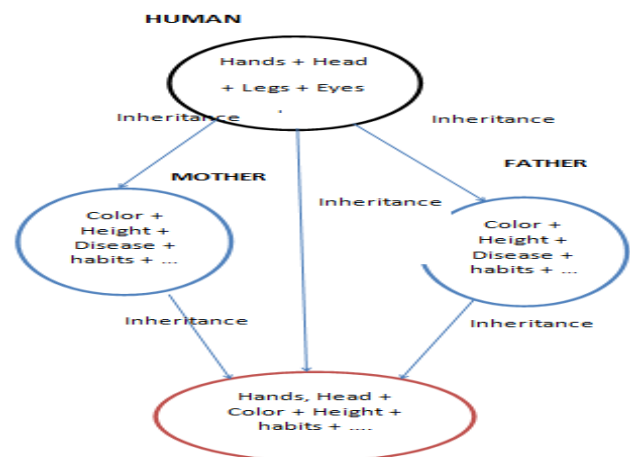 HUMAN
Hands + Head
+ Legs + Eyes
.
Inheritance
Inheritance
MOTHER
FATHER
Inheritance
Color +
Height +
Disease +
habits + ...
Color +
Height +
Disease +
habits + ...
Inheritance
Inheritance
Hands, Head +
Color + Height +
habits + ....